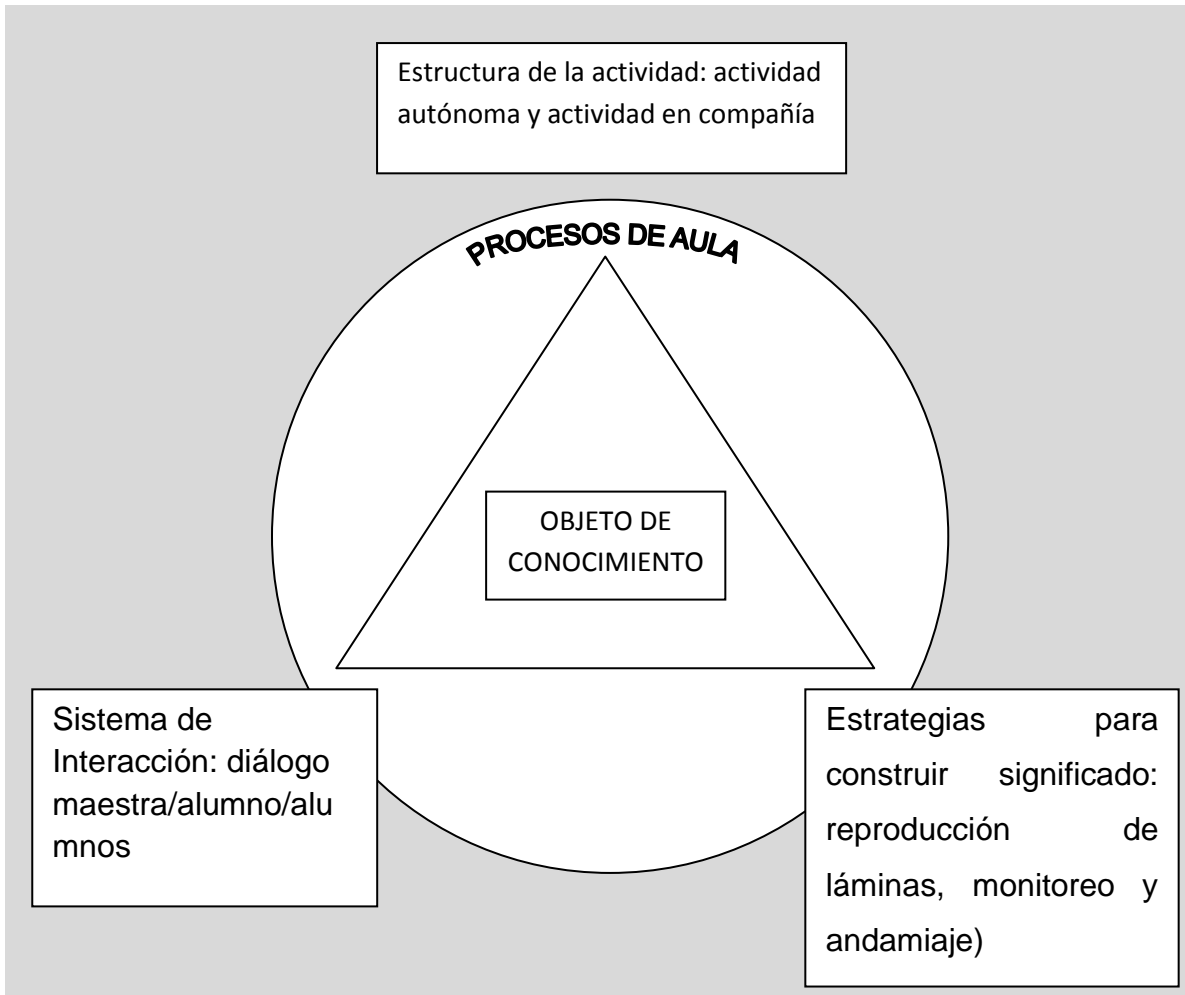 Estructura de la actividad: actividad
autónoma y actividad en compañía
PROCESOS DE AULA
OBJETO DE
CONOCIMIENTO
Sistema de
Interacción: diálogo
maestra/alumno/alu
mnos
Estrategias para
construir significado:
reproducción de
láminas, monitoreo y
andamiaje)